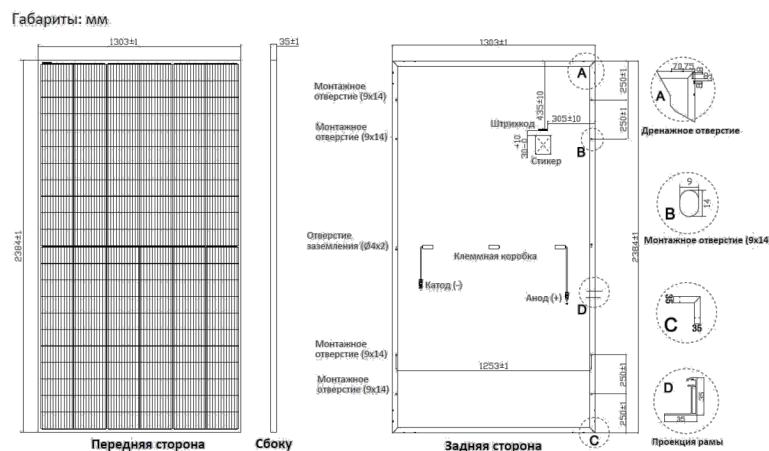 Габариты: мм
1303±1
35±1
1303±1
2384±1
Монтажное
отверстие (9x14)
Монтажное
отверстие (9x14)
Отверстие
заземления (Ø4x2)
Монтажное
отверстие (9x14)
Монтажное
отверстие (9x14)
435±10
305±10
Штрихкод
Стикер
Клеммная коробка
Катод (-)
Анод (+)
1253±1
A
B
D
C
250±1
250±1
2384±1
250±1
250±1
A
Дренажное отверстие
9
14
B
Монтажное отверстие (9x14
35
35
C
D
35
35
Проекция рамы
Передняя сторона
Сбоку
Задняя сторона